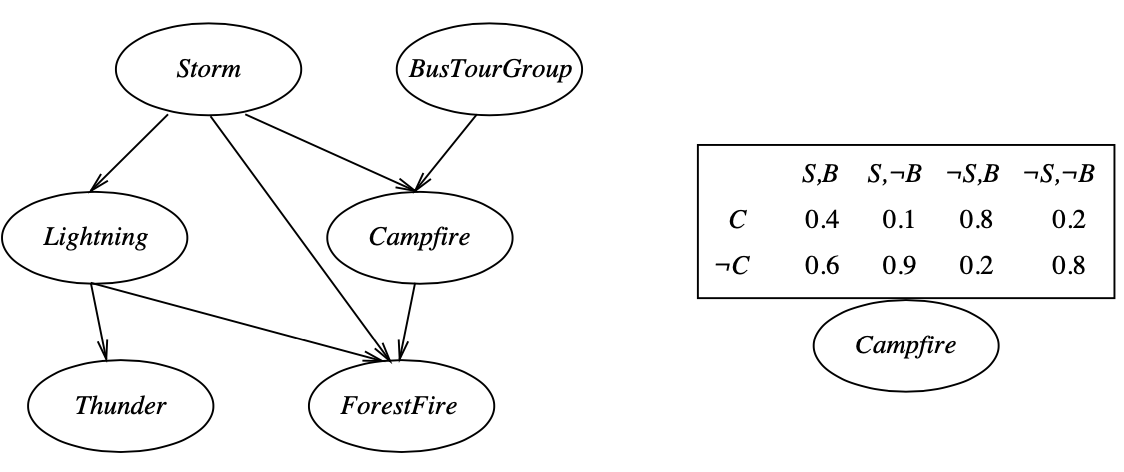 Storm
BusTourGroup
Lightning
Campfire
Thunder
ForestFire
S,B S,¬B ¬S,B ¬S,¬B
C 0.4 0.1 0.8 0.2
¬C 0.6 0.9 0.2 0.8
Campfire